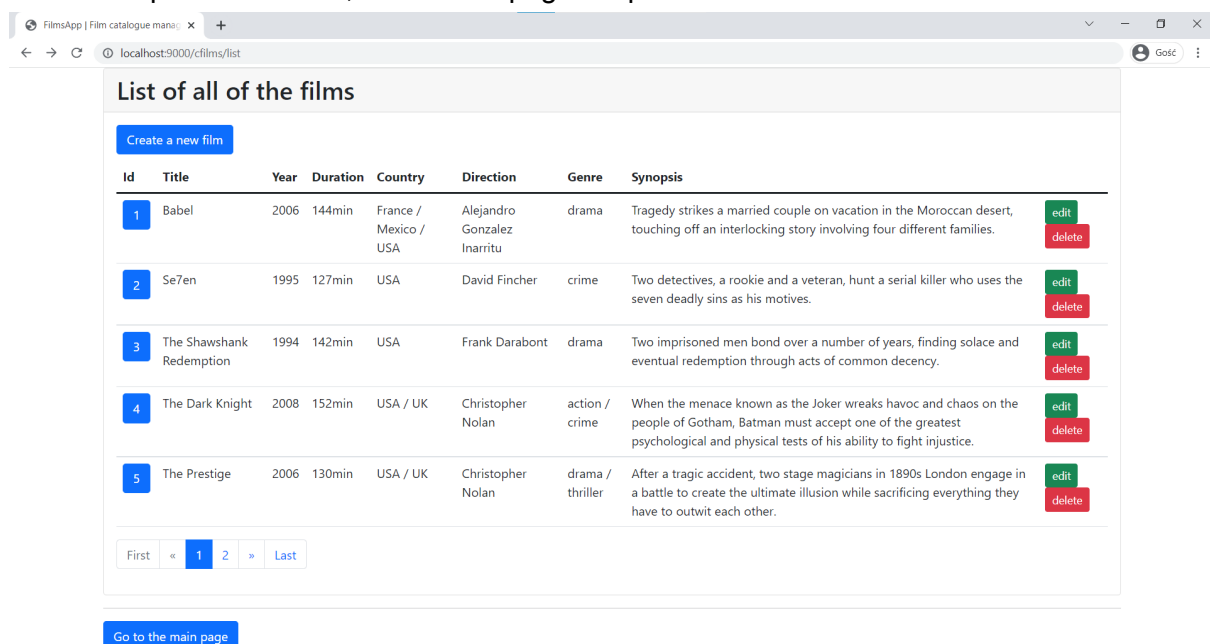 FilmsApp | Film catalogue manag
localhost:9000/cfilms/list
Gość
List of all of the films
Create a new film
Id Title Year Duration Country Direction Genre Synopsis
1 Babel 2006 144min France / Alejandro drama Tragedy strikes a married couple on vacation in the Moroccan desert, edit
Mexico / Gonzalez touching off an interlocking story involving four different families. delete
USA Inarritu
2 Se7en 1995 127min USA David Fincher crime Two detectives, a rookie and a veteran, hunt a serial killer who uses the edit
seven deadly sins as his motives. delete
3 The Shawshank 1994 142min USA Frank Darabont drama Two imprisoned men bond over a number of years, finding solace and edit
Redemption eventual redemption through acts of common decency. delete
4 The Dark Knight 2008 152min USA / UK Christopher action / When the menace known as the Joker wreaks havoc and chaos on the edit
Nolan crime people of Gotham, Batman must accept one of the greatest delete
psychological and physical tests of his ability to fight injustice.
5 The Prestige 2006 130min USA / UK Christopher drama / After a tragic accident, two stage magicians in 1890s London engage in edit
Nolan thriller a battle to create the ultimate illusion while sacrificing everything they delete
have to outwit each other.
First « 1 2 » Last
Go to the main page